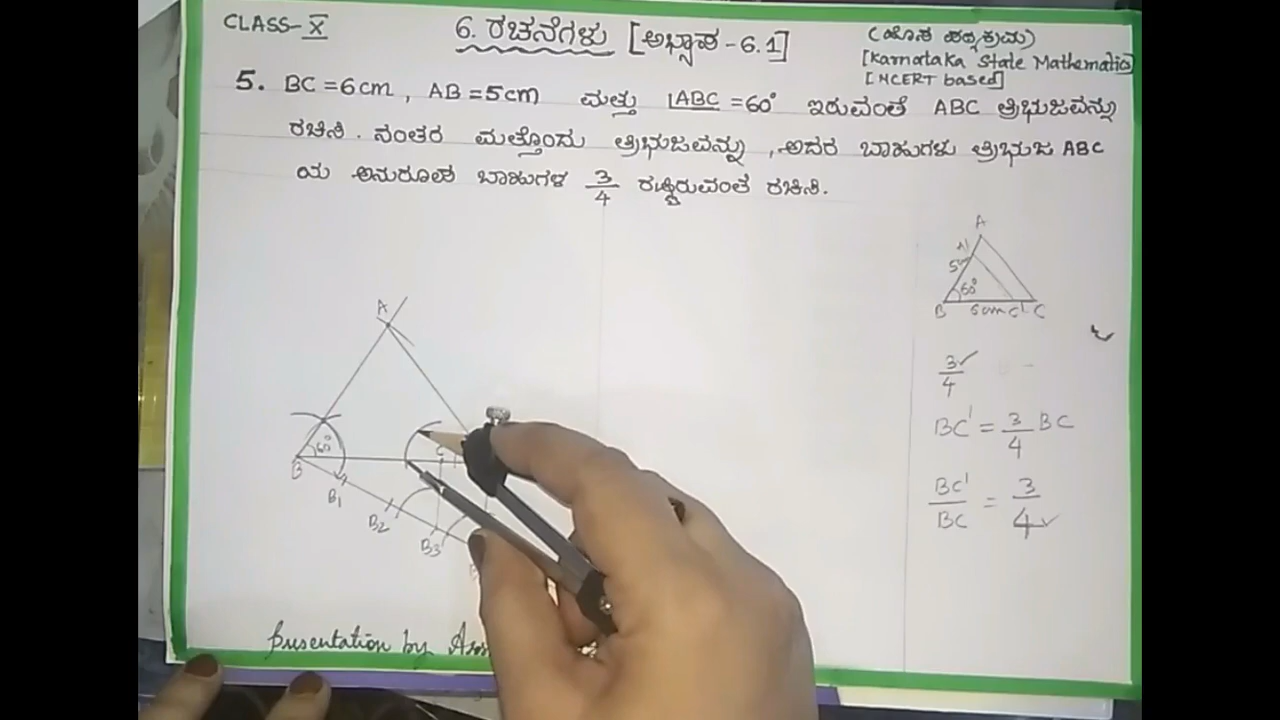 CLASS-X
6. ರಚನೆಗಳು [ಅಭ್ಯಾಸ - 6.1]
(ಹೊಸ ಪಠ್ಯಕ್ರಮ)
[Karnataka State Mathematics]
[NCERT based]
5. BC = 6cm, AB = 5cm ಮತ್ತು ∠ABC = 60° ಇರುವಂತೆ ABC ತ್ರಿಭುಜವನ್ನು
ರಚಿಸಿ. ನಂತರ ಮತ್ತೊಂದು ತ್ರಿಭುಜವನ್ನು, ಅದರ ಬಾಹುಗಳು ತ್ರಿಭುಜ ABC
ಯ ಅನುರೂಪ ಬಾಹುಗಳ 3/4 ರಷ್ಟಿರುವಂತೆ ರಚಿಸಿ.
A
A'
5
60°
B 6cm C' C
3/4
BC' = 3/4 BC
BC'/BC = 3/4
A
60°
B
C'
B1
B2
B3
Presentation by